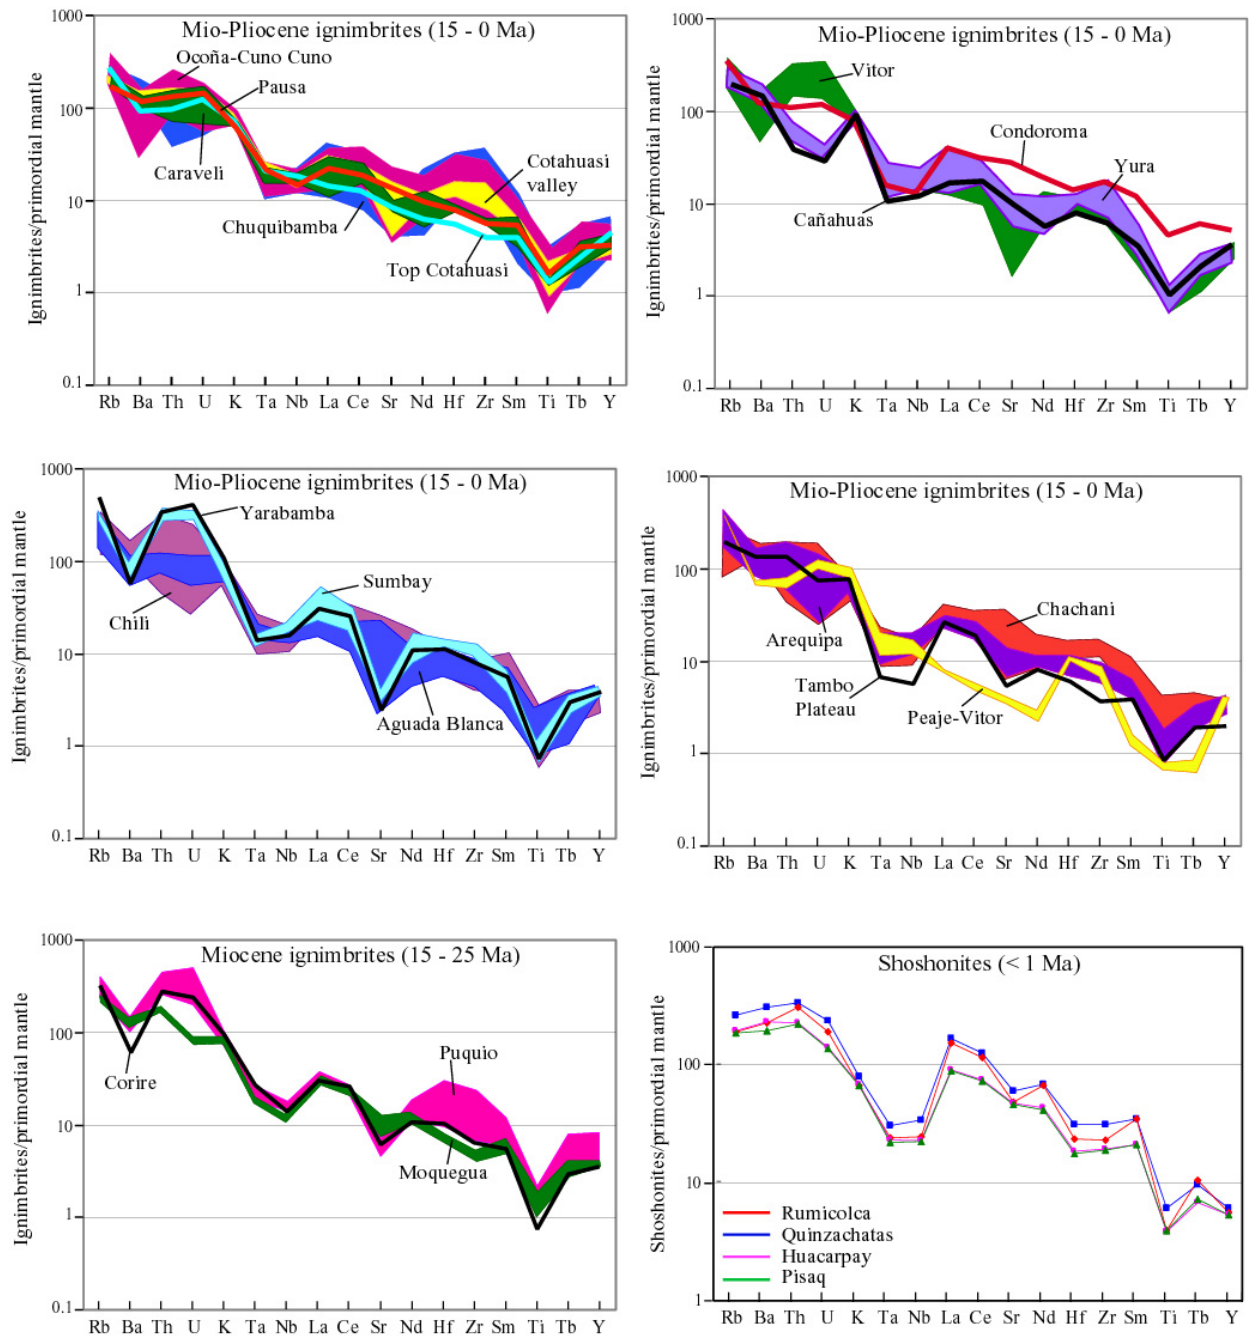 Mio-Pliocene ignimbrites (15 - 0 Ma)
Ignimbrites/primordial mantle
1000
100
10
1
0.1
Ocoña-Cuno Cuno
Pausa
Caraveli
Cotahuasi
valley
Chuquibamba
Top Cotahuasi
Rb Ba Th U K Ta Nb La Ce Sr Nd Hf Zr Sm Ti Tb Y
Mio-Pliocene ignimbrites (15 - 0 Ma)
Ignimbrites/primordial mantle
1000
100
10
1
0.1
Vitor
Condoroma
Yura
Cañahuas
Rb Ba Th U K Ta Nb La Ce Sr Nd Hf Zr Sm Ti Tb Y
Mio-Pliocene ignimbrites (15 - 0 Ma)
Ignimbrites/primordial mantle
1000
100
10
1
0.1
Yarabamba
Sumbay
Chili
Aguada Blanca
Rb Ba Th U K Ta Nb La Ce Sr Nd Hf Zr Sm Ti Tb Y
Mio-Pliocene ignimbrites (15 - 0 Ma)
Ignimbrites/primordial mantle
1000
100
10
1
0.1
Chachani
Arequipa
Tambo
Plateau
Peaje-Vitor
Rb Ba Th U K Ta Nb La Ce Sr Nd Hf Zr Sm Ti Tb Y
Miocene ignimbrites (15 - 25 Ma)
Ignimbrites/primordial mantle
1000
100
10
1
0.1
Puquio
Corire
Moquegua
Rb Ba Th U K Ta Nb La Ce Sr Nd Hf Zr Sm Ti Tb Y
Shoshonites (< 1 Ma)
Shoshonites/primordial mantle
1000
100
10
1
Rumicolca
Quinzachatas
Huacarpay
Pisaq
Rb Ba Th U K Ta Nb La Ce Sr Nd Hf Zr Sm Ti Tb Y